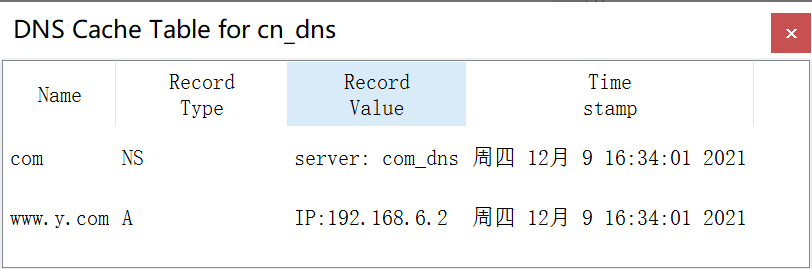 DNS Cache Table for cn_dns
Name Record Type Record Value Time stamp
com NS server: com_dns 周四 12月 9 16:34:01 2021
www.y.com A IP:192.168.6.2 周四 12月 9 16:34:01 2021